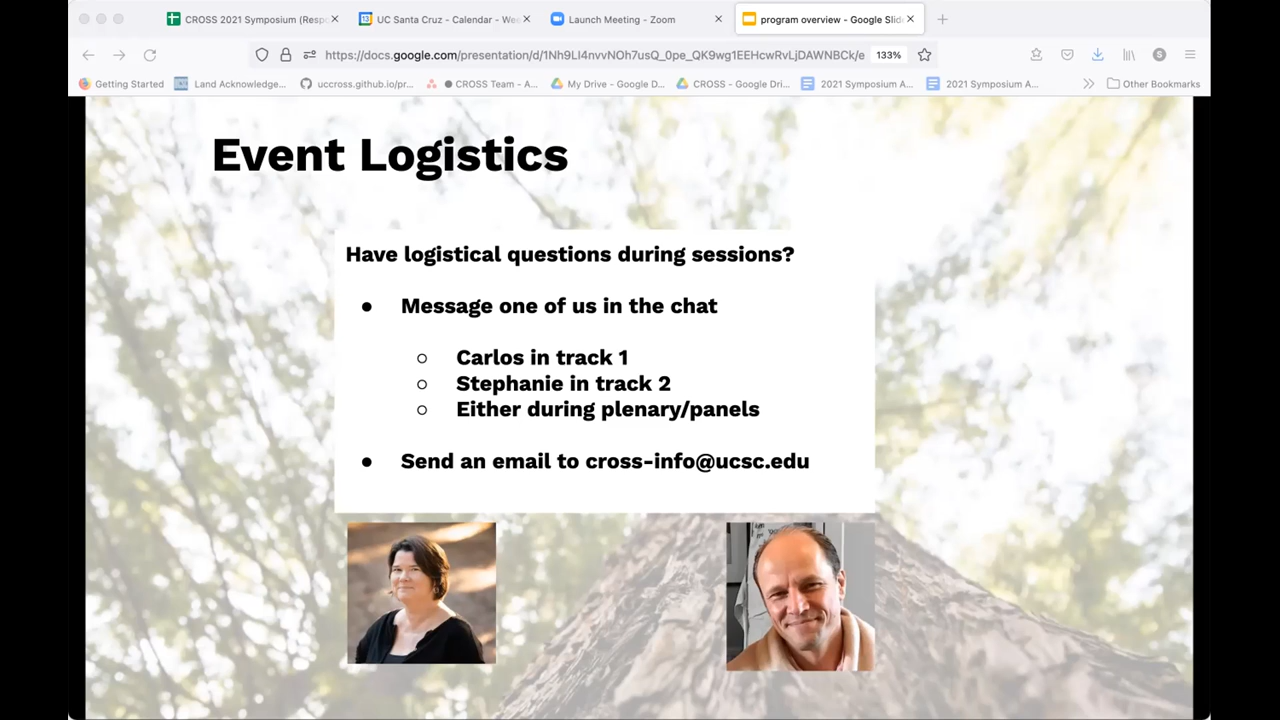 CROSS 2021 Symposium (Resp
UC Santa Cruz - Calendar - Wee
Launch Meeting - Zoom
program overview - Google Slid
https://docs.google.com/presentation/d/1Nh9LI4nvvNOh7usQ_0pe_QK9wg1EEHcwRvLjDAWNBCk/e
133%
S
Getting Started
Land Acknowledge...
uccross.github.io/pr...
CROSS Team - A...
My Drive - Google D...
CROSS - Google Dri...
2021 Symposium A...
2021 Symposium A...
Other Bookmarks
Event Logistics
Have logistical questions during sessions?
● Message one of us in the chat
○ Carlos in track 1
○ Stephanie in track 2
○ Either during plenary/panels
● Send an email to cross-info@ucsc.edu